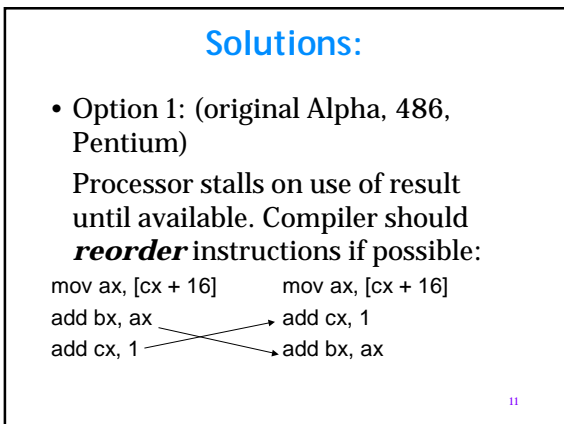 Solutions:
• Option 1: (original Alpha, 486,
Pentium)
Processor stalls on use of result
until available. Compiler should
reorder instructions if possible:
mov ax, [cx + 16] mov ax, [cx + 16]
add bx, ax add cx, 1
add cx, 1 add bx, ax
11